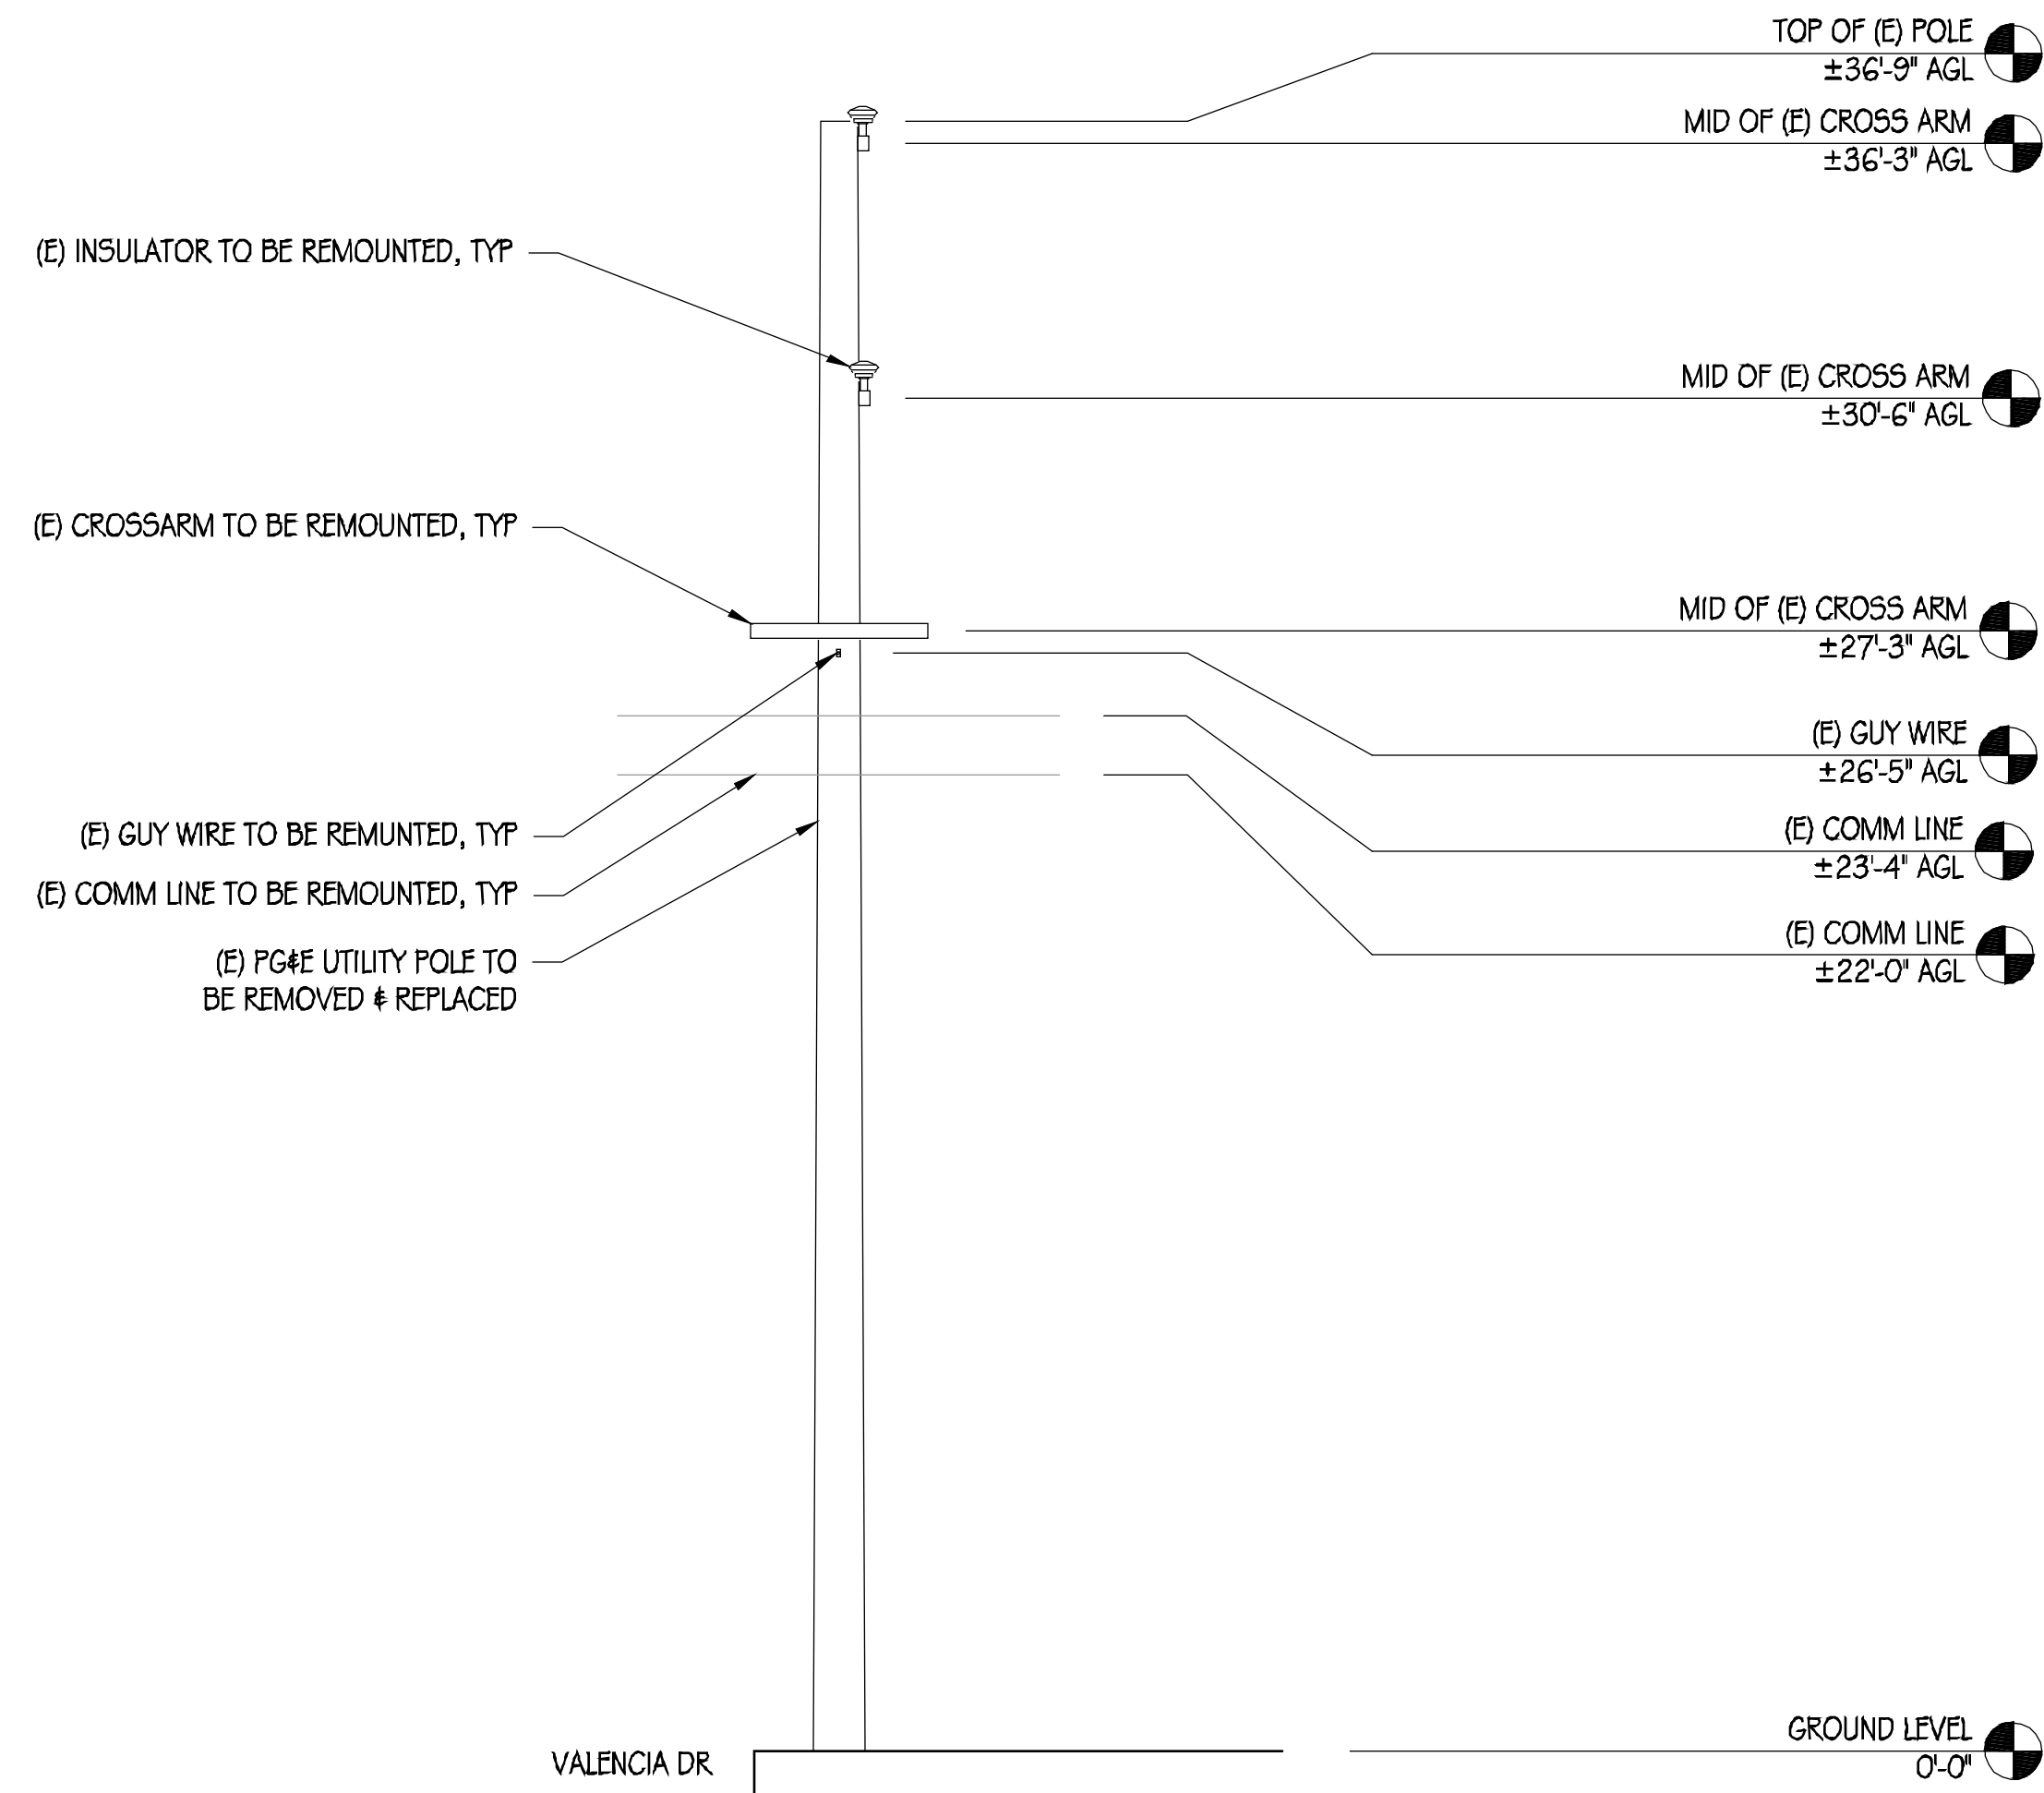 TOP OF (E) POLE
±36'-9" AGL
MID OF (E) CROSS ARM
±36'-3" AGL
(E) INSULATOR TO BE REMOUNTED, TYP
MID OF (E) CROSS ARM
±30'-6" AGL
(E) CROSSARM TO BE REMOUNTED, TYP
MID OF (E) CROSS ARM
±27'-3" AGL
(E) GUY WIRE
±26'-5" AGL
(E) GUY WIRE TO BE REMUNTED, TYP
(E) COMM LINE
±23'-4" AGL
(E) COMM LINE TO BE REMOUNTED, TYP
(E) COMM LINE
±22'-0" AGL
(E) PG&E UTILITY POLE TO
BE REMOVED & REPLACED
GROUND LEVEL
0'-0"
VALENCIA DR